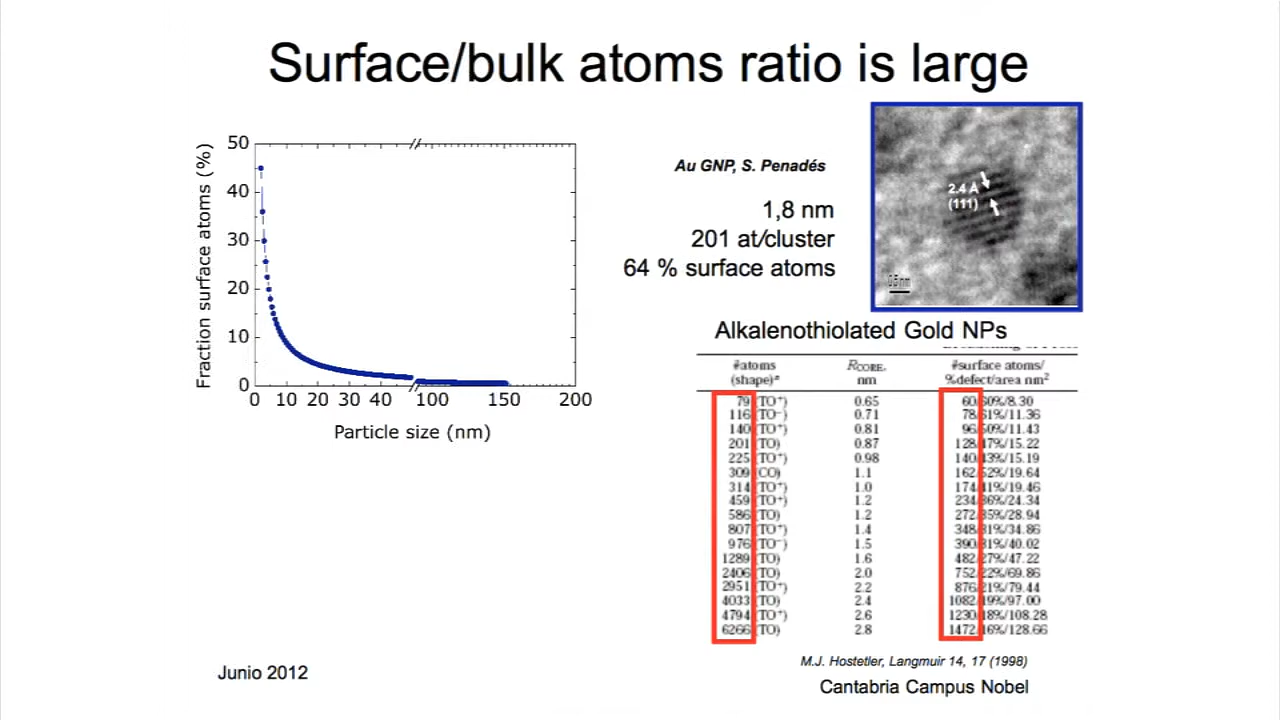 Surface/bulk atoms ratio is large
Fraction surface atoms (%)
50
40
30
20
10
0
0 10 20 30 40 100 150 200
Particle size (nm)
Au GNP, S. Penadés
1,8 nm
201 at/cluster
64 % surface atoms
2.4 Å
(111)
Alkalenothiolated Gold NPs
#atoms (shape)ᵃ R_CORE, nm #surface atoms/ %defect/area nm²
79 (TO⁺) 0.65 60/60%/8.30
116 (TO⁻) 0.71 78/61%/11.36
140 (TO⁺) 0.81 96/50%/11.43
201 (TO) 0.87 128/47%/15.22
225 (TO⁺) 0.98 140/43%/15.19
309 (CO) 1.1 162/52%/19.64
314 (TO⁺) 1.0 174/41%/19.46
459 (TO⁺) 1.2 234/36%/24.34
586 (TO) 1.2 272/35%/28.94
807 (TO⁺) 1.4 348/31%/34.86
976 (TO⁻) 1.5 390/31%/40.02
1289 (TO) 1.6 482/27%/47.22
2406 (TO) 2.0 752/22%/69.86
2951 (TO⁺) 2.2 876/21%/79.44
4033 (TO) 2.4 1082/19%/97.00
4794 (TO⁺) 2.6 1230/18%/108.28
6266 (TO) 2.8 1472/16%/128.66
M.J. Hostetler, Langmuir 14, 17 (1998)
Junio 2012
Cantabria Campus Nobel